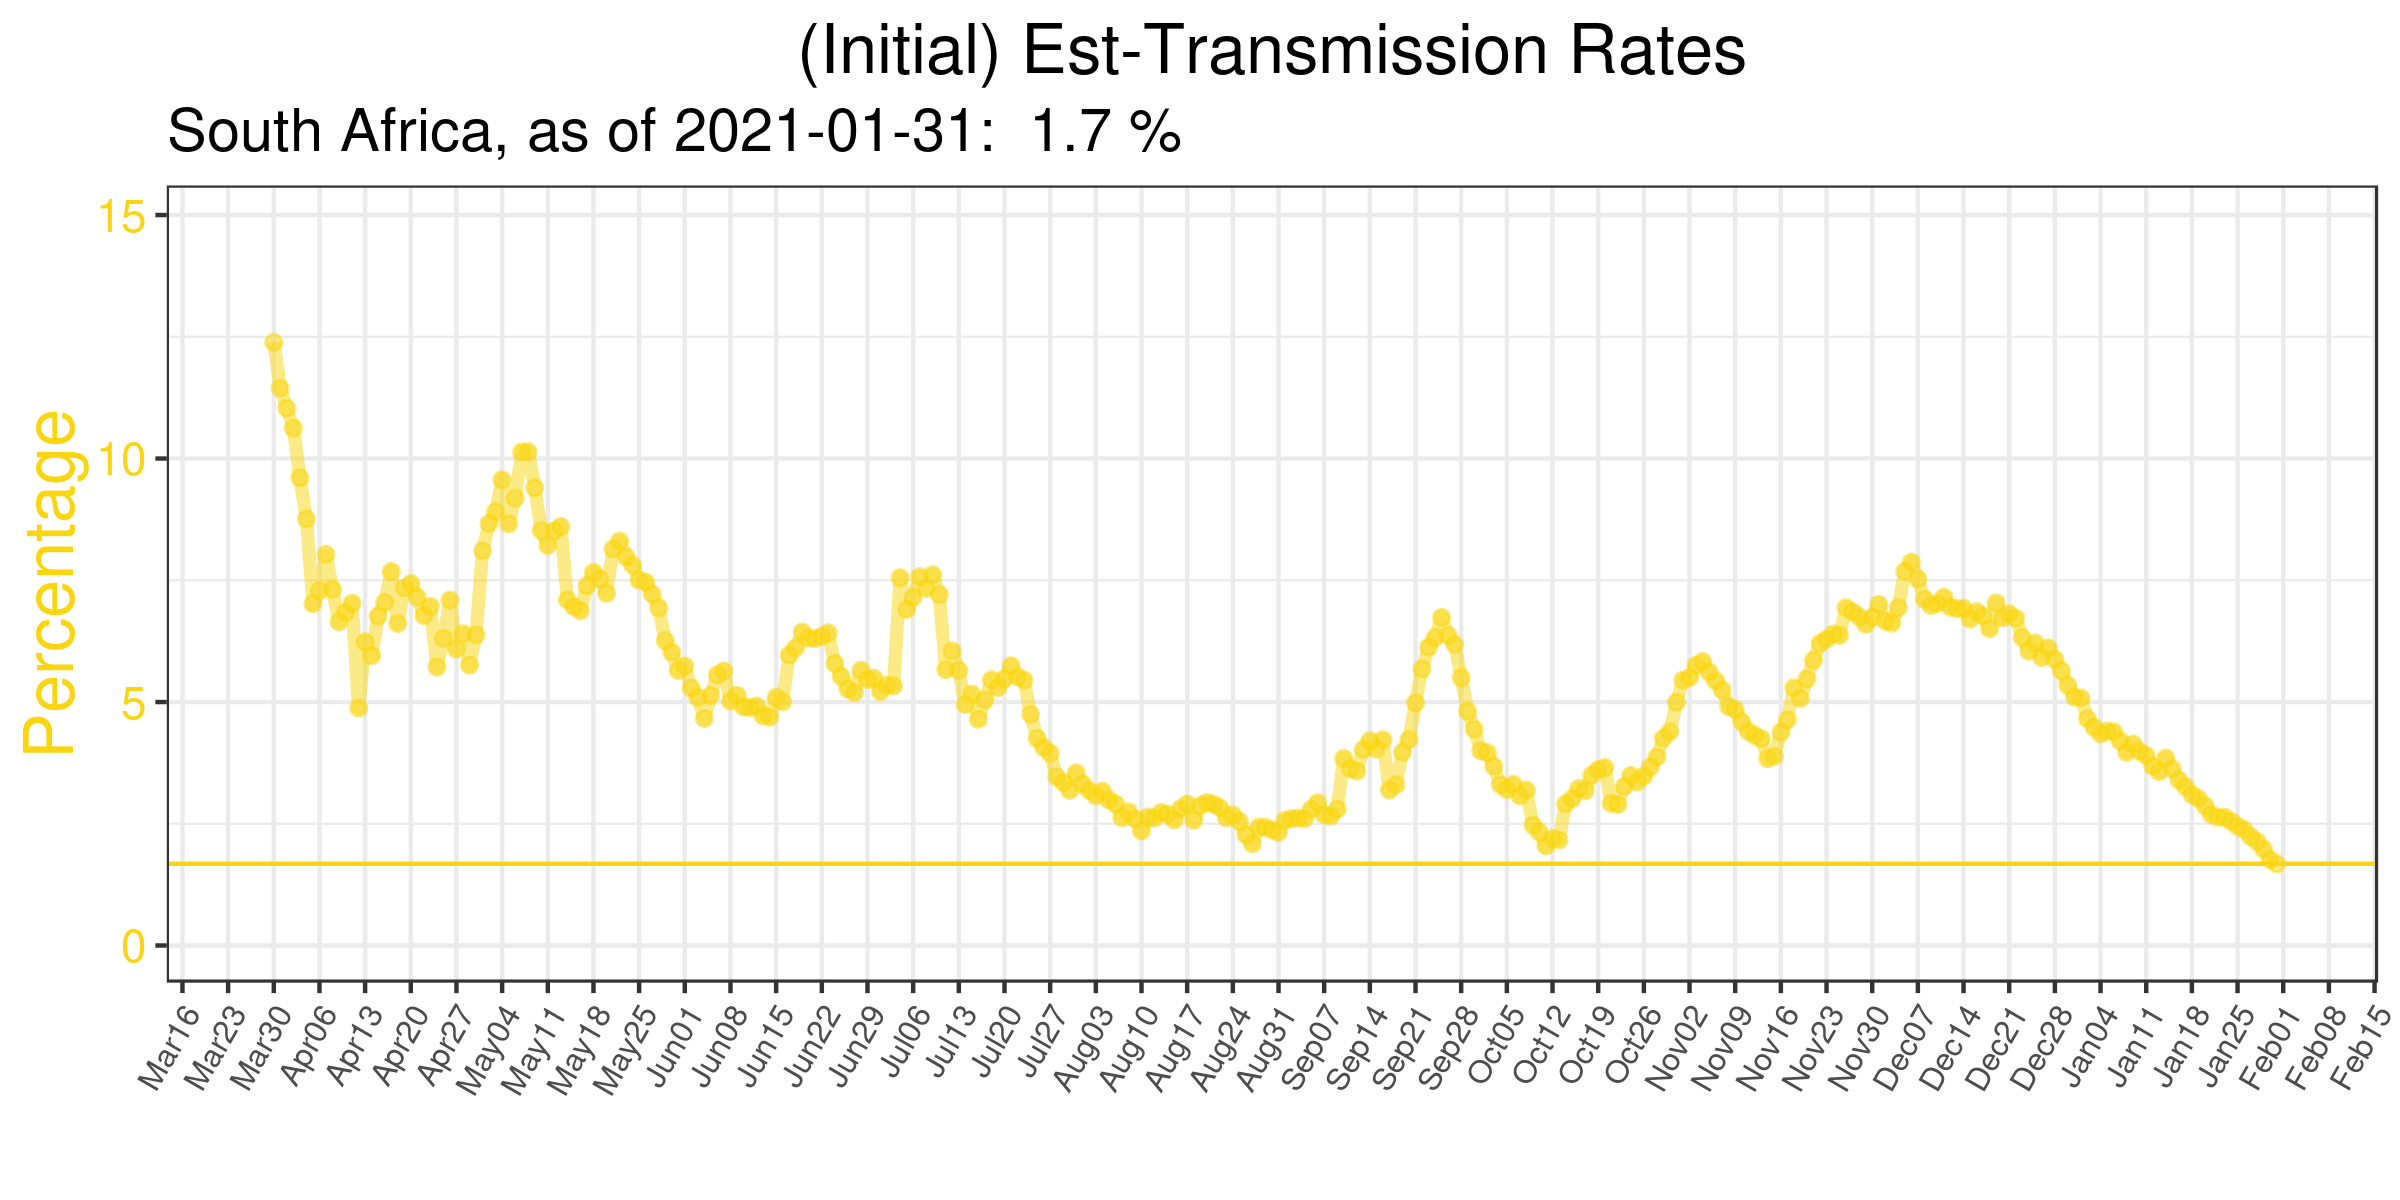 (Initial) Est-Transmission Rates
South Africa, as of 2021-01-31:  1.7 %
Percentage
15
10
5
0
Mar16
Mar23
Mar30
Apr06
Apr13
Apr20
Apr27
May04
May11
May18
May25
Jun01
Jun08
Jun15
Jun22
Jun29
Jul06
Jul13
Jul20
Jul27
Aug03
Aug10
Aug17
Aug24
Aug31
Sep07
Sep14
Sep21
Sep28
Oct05
Oct12
Oct19
Oct26
Nov02
Nov09
Nov16
Nov23
Nov30
Dec07
Dec14
Dec21
Dec28
Jan04
Jan11
Jan18
Jan25
Feb01
Feb08
Feb15